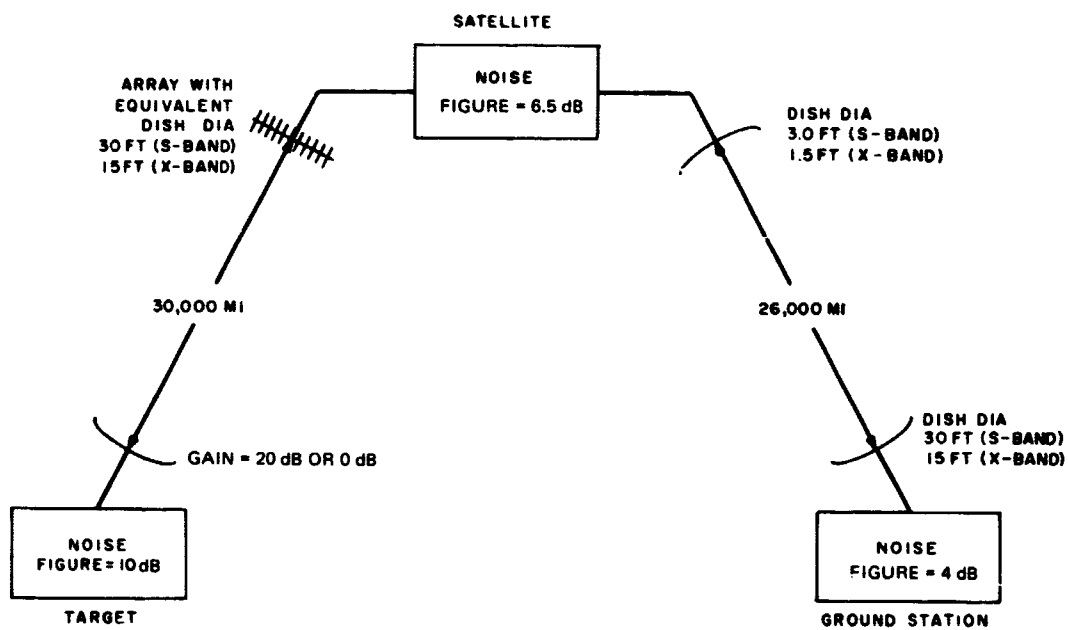 SATELLITE
NOISE
FIGURE = 6.5 dB
ARRAY WITH
EQUIVALENT
DISH DIA
30 FT (S-BAND)
15 FT (X-BAND)
DISH DIA
3.0 FT (S-BAND)
1.5 FT (X-BAND)
30,000 MI
26,000 MI
GAIN = 20 dB OR 0 dB
DISH DIA
30 FT (S-BAND)
15 FT (X-BAND)
NOISE
FIGURE = 10 dB
TARGET
NOISE
FIGURE = 4 dB
GROUND STATION